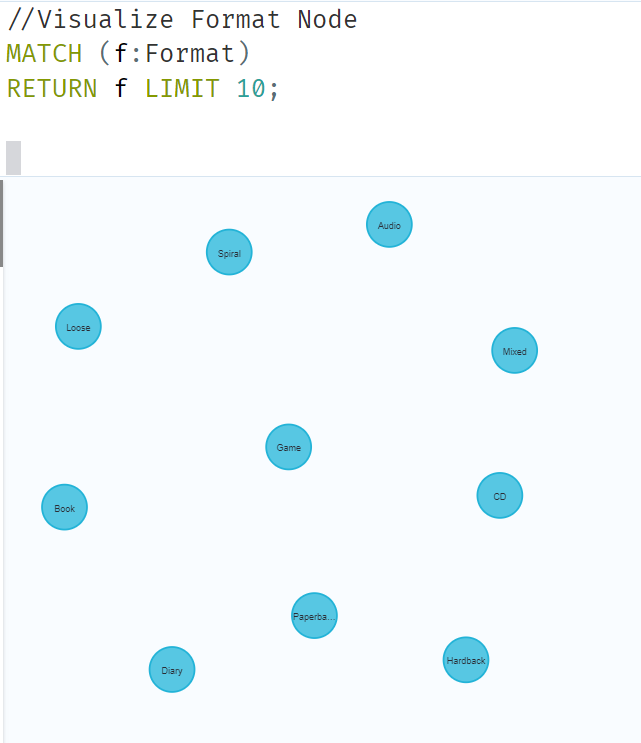 //Visualize Format Node
MATCH (f:Format)
RETURN f LIMIT 10;
Audio
Spiral
Loose
Mixed
Game
CD
Book
Paperba...
Hardback
Diary